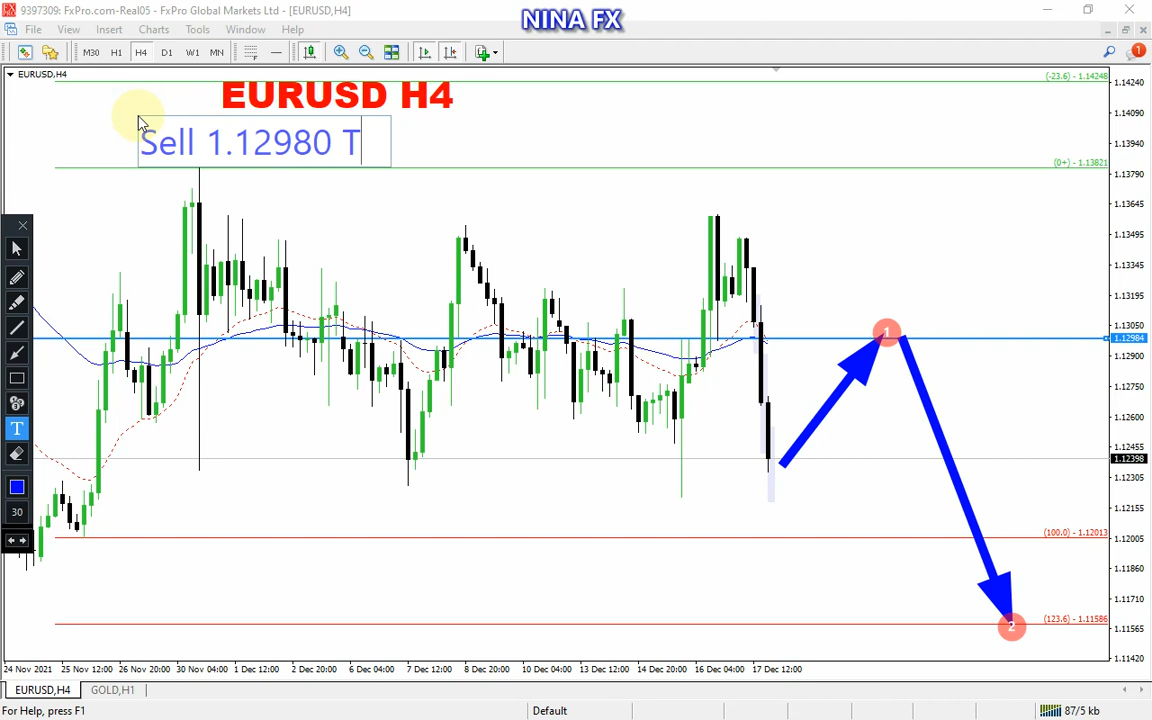 9397309: FxPro.com-Real05 - FxPro Global Markets Ltd - [EURUSD,H4]
NINA FX
File View Insert Charts Tools Window Help
M30 H1 H4 D1 W1 MN
1
EURUSD,H4
EURUSD H4
Sell 1.12980 T
(-23.6) - 1.14248
(0+) - 1.13821
(100.0) - 1.12013
(123.6) - 1.11586
1
2
1.14240
1.14090
1.13940
1.13790
1.13645
1.13495
1.13345
1.13195
1.13050
1.12984
1.12900
1.12750
1.12600
1.12455
1.12398
1.12305
1.12155
1.12005
1.11860
1.11710
1.11565
1.11420
T
30
24 Nov 2021 25 Nov 12:00 26 Nov 20:00 30 Nov 04:00 1 Dec 12:00 2 Dec 20:00 6 Dec 04:00 7 Dec 12:00 8 Dec 20:00 10 Dec 04:00 13 Dec 12:00 14 Dec 20:00 16 Dec 04:00 17 Dec 12:00
EURUSD,H4 GOLD,H1
For Help, press F1 Default 87/5 kb